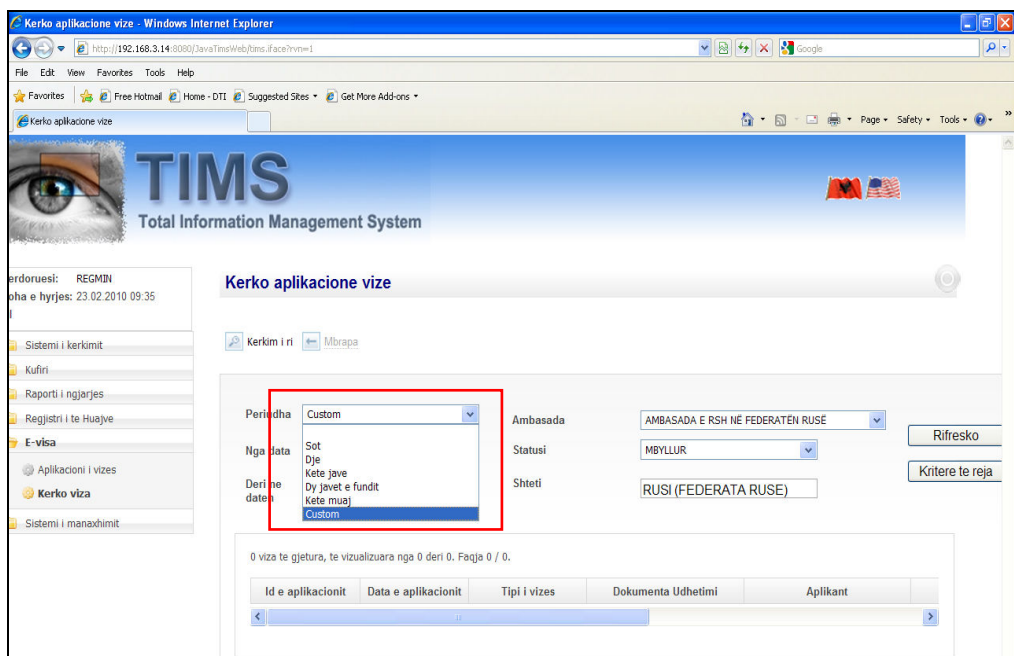 Kerko aplikacione vize - Windows Internet Explorer
http://192.168.3.14:8080/JavaTimsWeb/tims.iface?rvn=1
Google
File Edit View Favorites Tools Help
Favorites Free Hotmail Home - DTI Suggested Sites Get More Add-ons
Kerko aplikacione vize
Page Safety Tools
TIMS
Total Information Management System
erdoruesi: REGMIN
oha e hyrjes: 23.02.2010 09:35
Kerko aplikacione vize
Kerkim i ri Mbrapa
Sistemi i kerkimit
Kufiri
Raporti i ngjarjes
Regjistri i te Huajve
E-visa
Aplikacioni i vizes
Kerko viza
Sistemi i manaxhimit
Periudha Custom
Sot
Dje
Kete jave
Dy javet e fundit
Kete muaj
Custom
Nga data
Deri ne
daten
Ambasada AMBASADA E RSH NË FEDERATËN RUSË
Statusi MBYLLUR
Shteti RUSI (FEDERATA RUSE)
Rifresko
Kritere te reja
0 viza te gjetura, te vizualizuara nga 0 deri 0. Faqja 0 / 0.
Id e aplikacionit Data e aplikacionit Tipi i vizes Dokumenta Udhetimi Aplikant